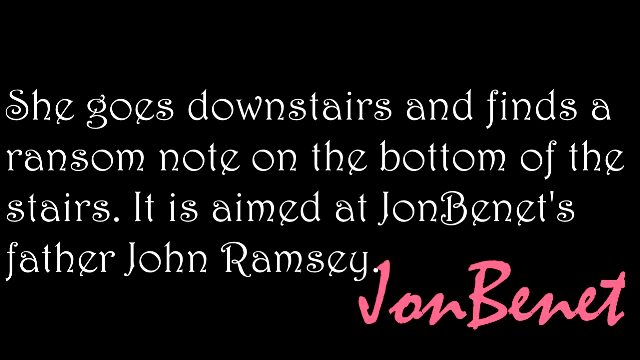 She goes downstairs and finds a
ransom note on the bottom of the
stairs. It is aimed at JonBenet's
father John Ramsey.
JonBenet